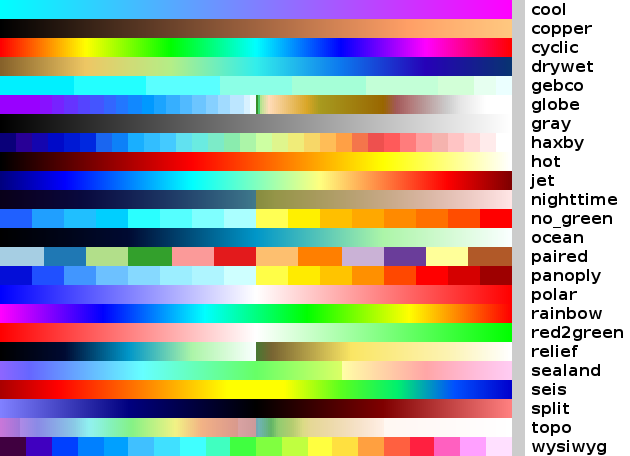 cool
copper
cyclic
drywet
gebco
globe
gray
haxby
hot
jet
nighttime
no_green
ocean
paired
panoply
polar
rainbow
red2green
relief
sealand
seis
split
topo
wysiwyg